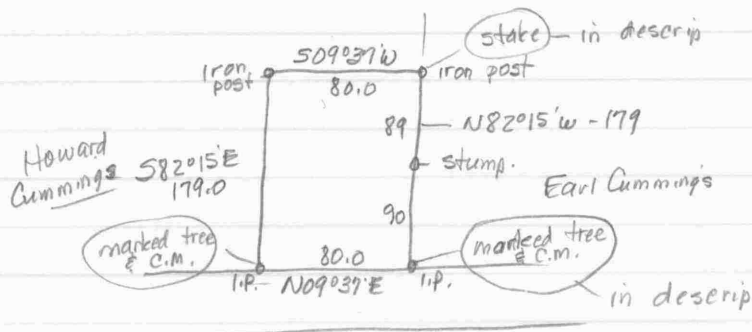 S09°37'W
stake - in descrip
iron post
iron post
80.0
89
N82°15'W - 179
Howard Cummings
S82°15'E
179.0
stump.
Earl Cummings
90
marked tree & C.M.
80.0
marked tree & C.M.
I.P.
N09°37'E
I.P.
in descrip